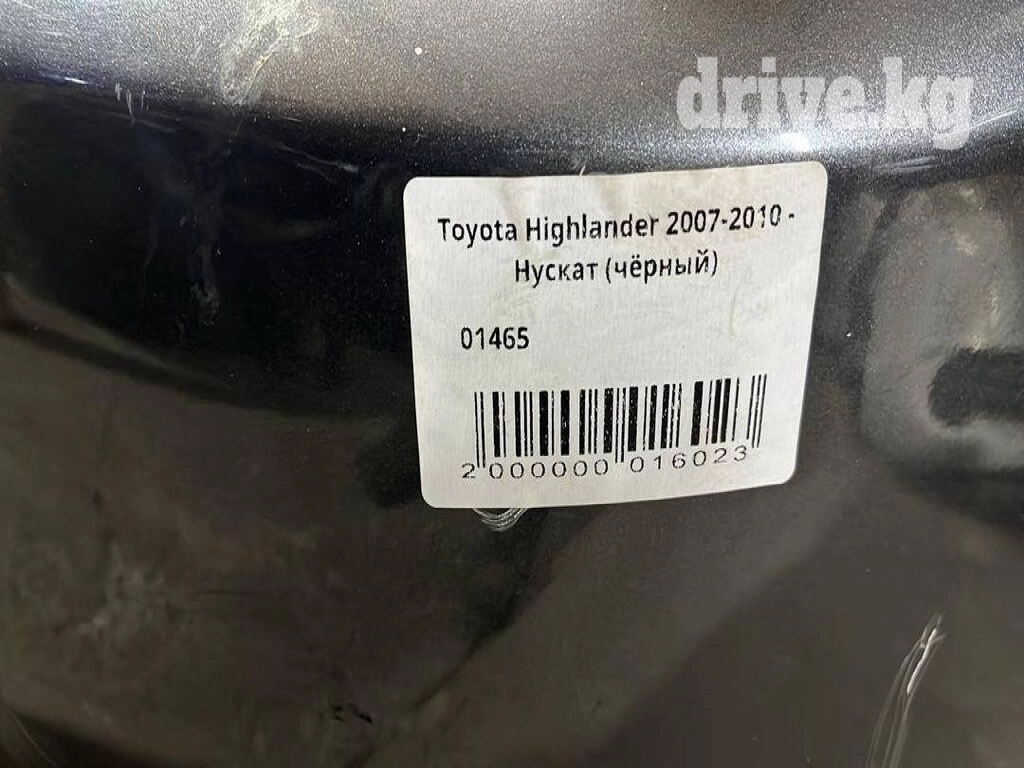 drive.kg
Toyota Highlander 2007-2010 -
Нускат (чёрный)
01465
2 000000 016023